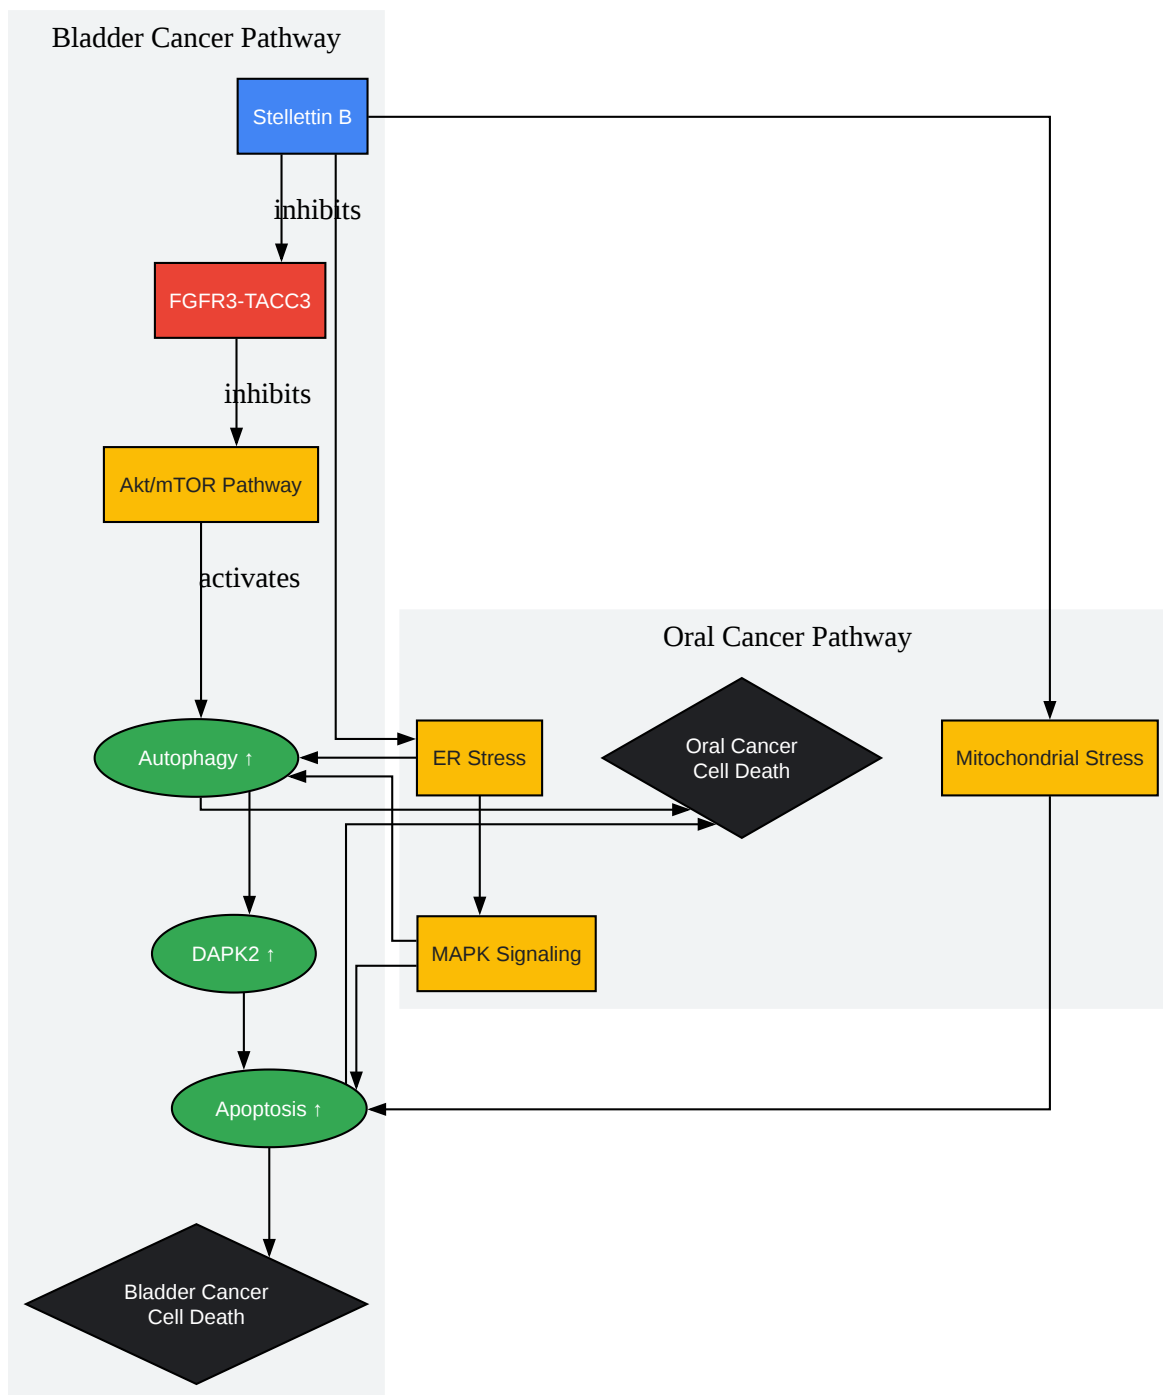 Bladder Cancer Pathway
Stellettin B
inhibits
FGFR3-TACC3
inhibits
Akt/mTOR Pathway
activates
Oral Cancer Pathway
Autophagy ↑
ER Stress
Oral Cancer
Cell Death
Mitochondrial Stress
DAPK2 ↑
MAPK Signaling
Apoptosis ↑
Bladder Cancer
Cell Death